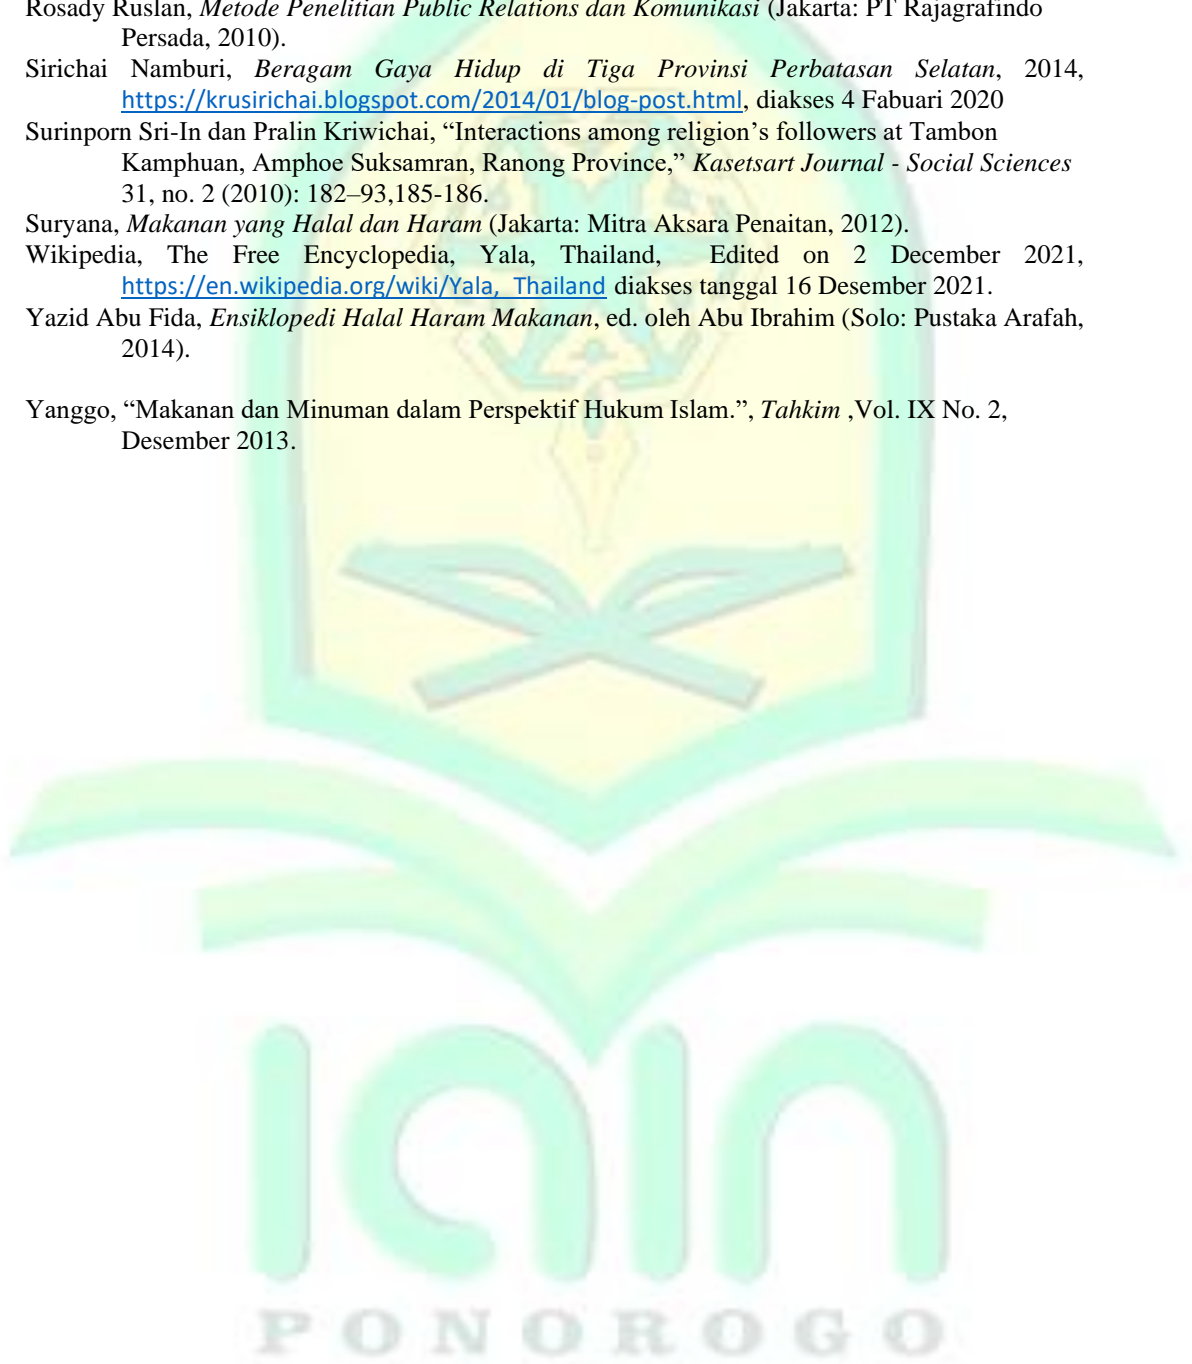 Rosady Ruslan, Metode Penelitian Public Relations dan Komunikasi (Jakarta: PT Rajagrafindo
Persada, 2010).
Sirichai Namburi, Beragam Gaya Hidup di Tiga Provinsi Perbatasan Selatan, 2014,
https://krusirichai.blogspot.com/2014/01/blog-post.html, diakses 4 Fabuari 2020
Surinporn Sri-In dan Pralin Kriwichai, “Interactions among religion’s followers at Tambon
Kamphuan, Amphoe Suksamran, Ranong Province,” Kasetsart Journal - Social Sciences
31, no. 2 (2010): 182–93,185-186.
Suryana, Makanan yang Halal dan Haram (Jakarta: Mitra Aksara Penaitan, 2012).
Wikipedia, The Free Encyclopedia, Yala, Thailand, Edited on 2 December 2021,
https://en.wikipedia.org/wiki/Yala,_Thailand diakses tanggal 16 Desember 2021.
Yazid Abu Fida, Ensiklopedi Halal Haram Makanan, ed. oleh Abu Ibrahim (Solo: Pustaka Arafah,
2014).
Yanggo, “Makanan dan Minuman dalam Perspektif Hukum Islam.”, Tahkim ,Vol. IX No. 2,
Desember 2013.
IAIN
PONOROGO